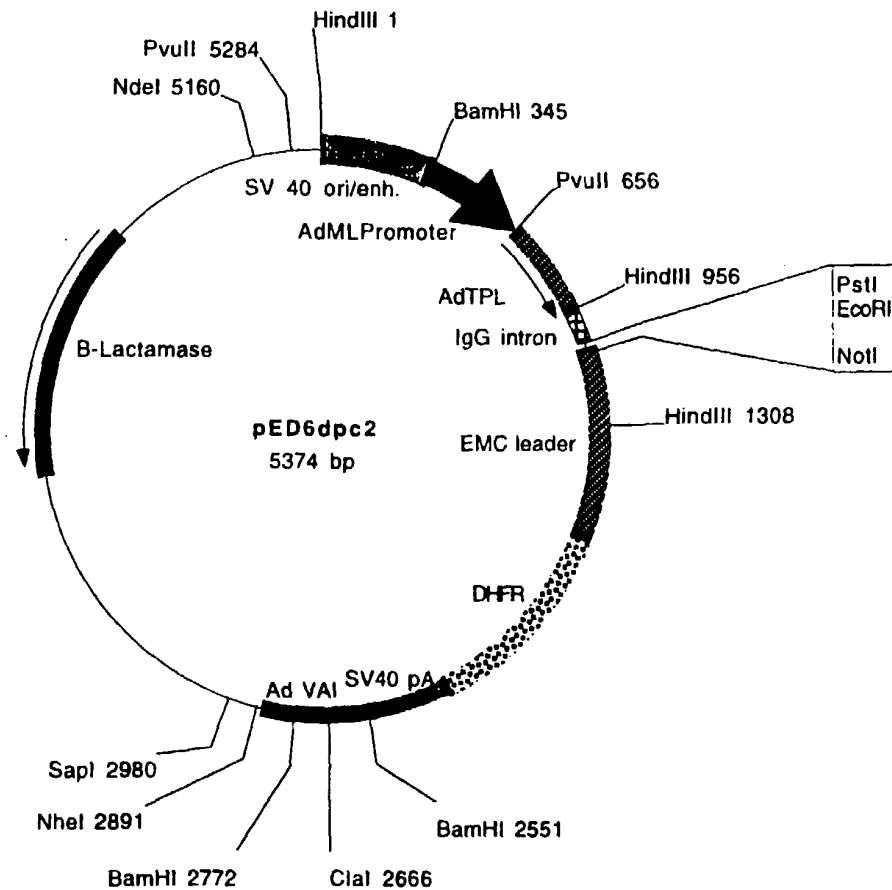 HindIII 1
PvuII 5284
NdeI 5160
BamHI 345
SV 40 ori/enh.
PvuII 656
AdMLPromoter
HindIII 956
AdTPL
PstI
EcoRI
IgG intron
NotI
B-Lactamase
HindIII 1308
pED6dpc2
EMC leader
5374 bp
DHFR
SV40 pA
Ad VAI
SapI 2980
NheI 2891
BamHI 2551
BamHI 2772
ClaI 2666